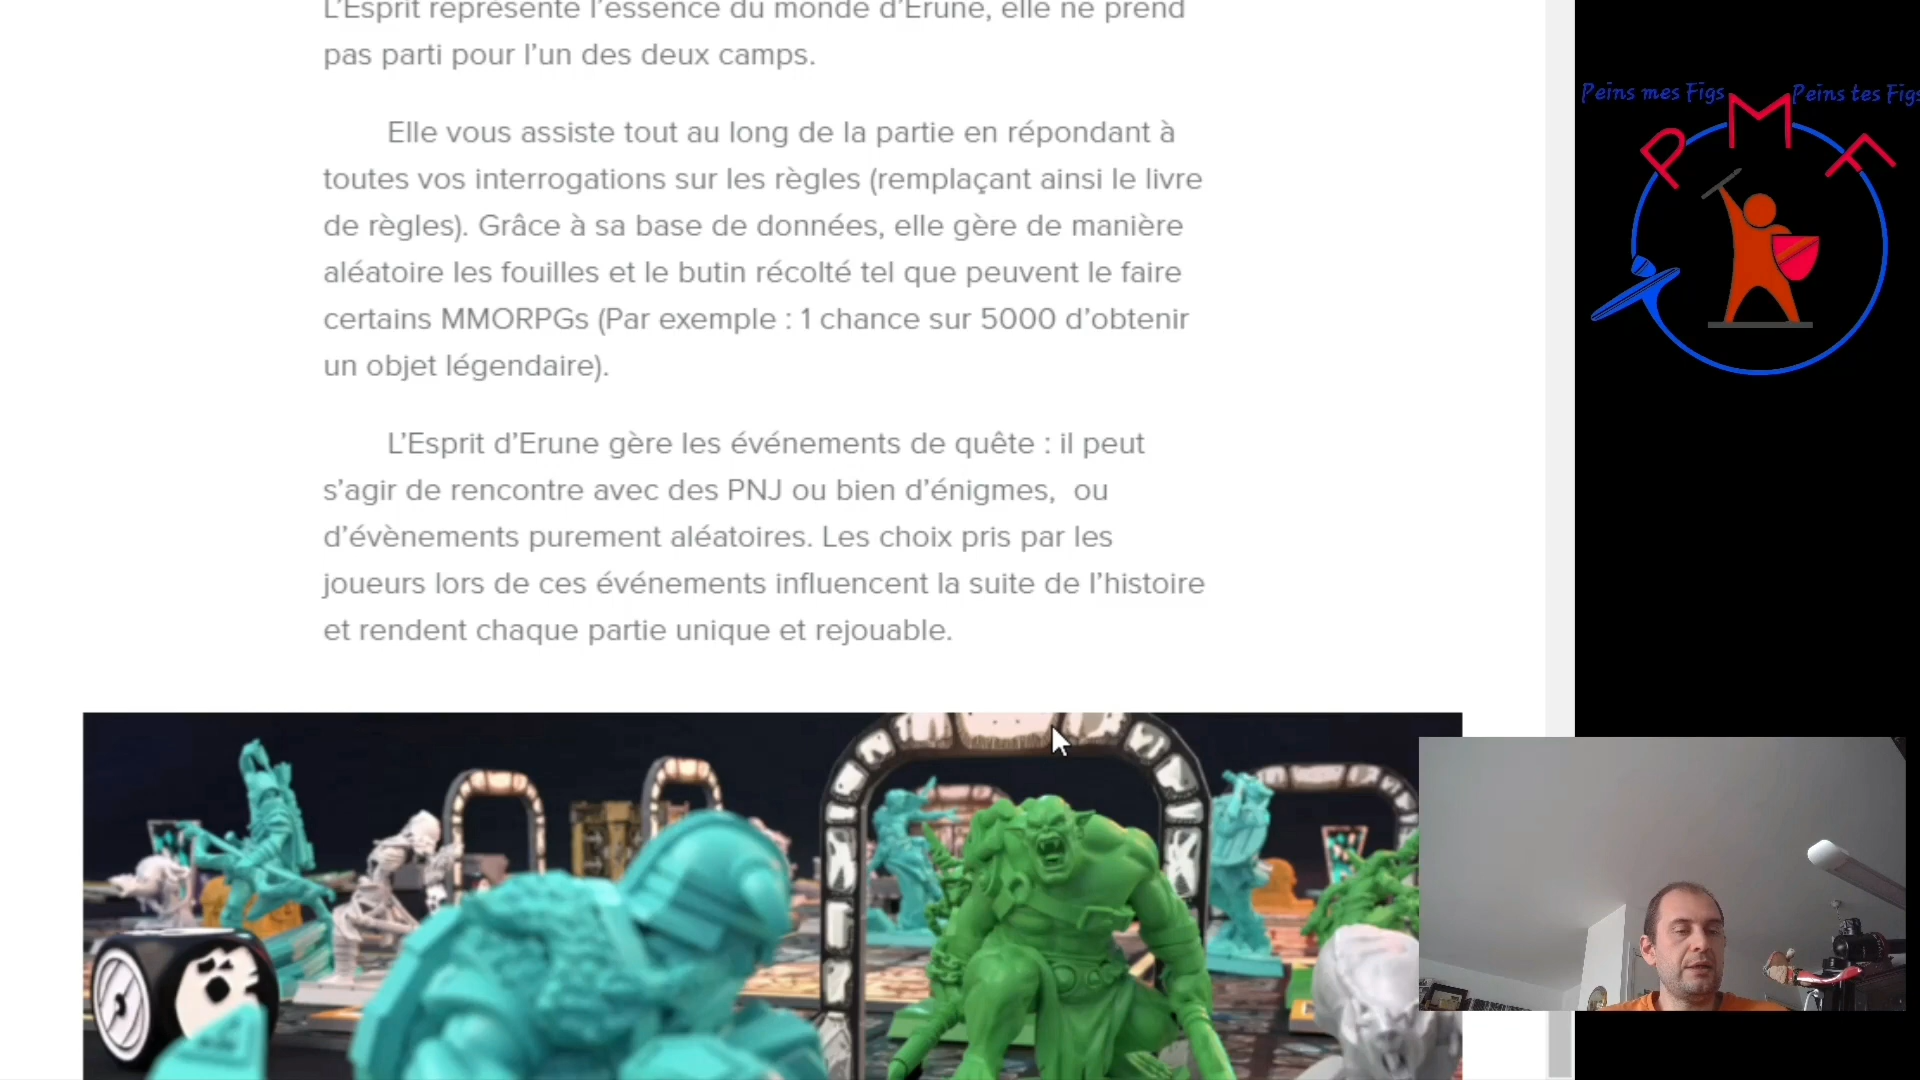 L’Esprit représente l’essence du monde d’Erune, elle ne prend
pas parti pour l’un des deux camps.
Elle vous assiste tout au long de la partie en répondant à
toutes vos interrogations sur les règles (remplaçant ainsi le livre
de règles). Grâce à sa base de données, elle gère de manière
aléatoire les fouilles et le butin récolté tel que peuvent le faire
certains MMORPGs (Par exemple : 1 chance sur 5000 d’obtenir
un objet légendaire).
L’Esprit d’Erune gère les événements de quête : il peut
s’agir de rencontre avec des PNJ ou bien d’énigmes,  ou
d’évènements purement aléatoires. Les choix pris par les
joueurs lors de ces événements influencent la suite de l’histoire
et rendent chaque partie unique et rejouable.
Peins mes Figs
Peins tes Figs
PMF